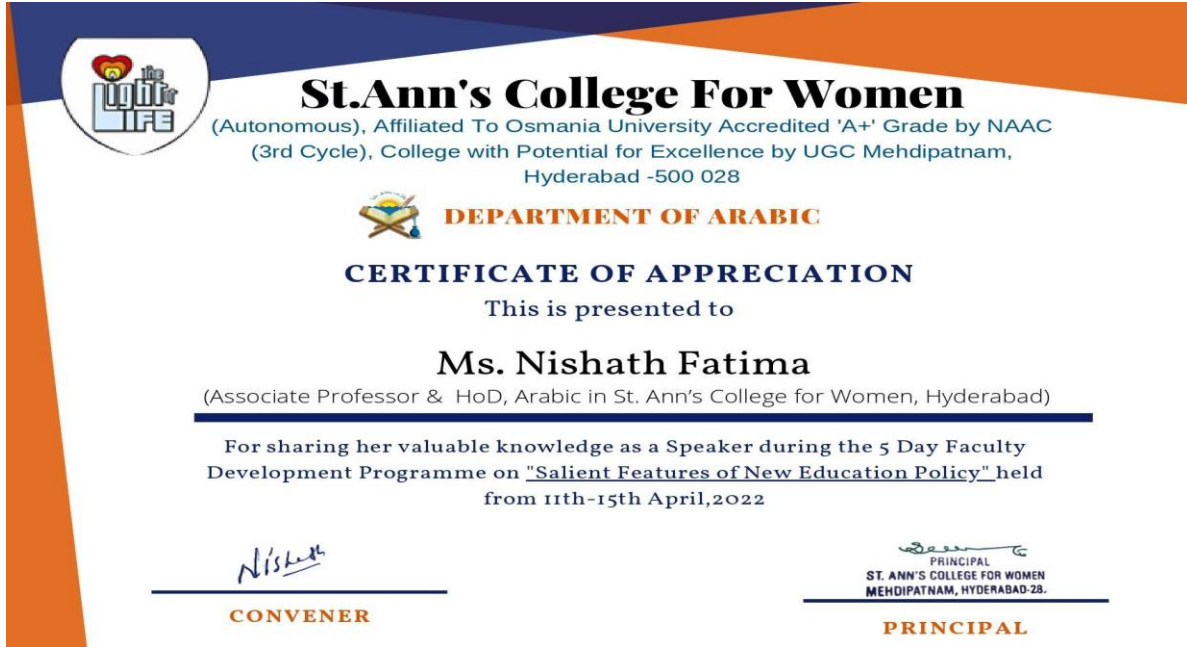 the
Light of
LIFE
St.Ann's College For Women
(Autonomous), Affiliated To Osmania University Accredited 'A+' Grade by NAAC
(3rd Cycle), College with Potential for Excellence by UGC Mehdipatnam,
Hyderabad -500 028
DEPARTMENT OF ARABIC
CERTIFICATE OF APPRECIATION
This is presented to
Ms. Nishath Fatima
(Associate Professor & HoD, Arabic in St. Ann’s College for Women, Hyderabad)
For sharing her valuable knowledge as a Speaker during the 5 Day Faculty
Development Programme on "Salient Features of New Education Policy" held
from 11th-15th April,2022
CONVENER
PRINCIPAL
ST. ANN'S COLLEGE FOR WOMEN
MEHDIPATNAM, HYDERABAD-28.
PRINCIPAL